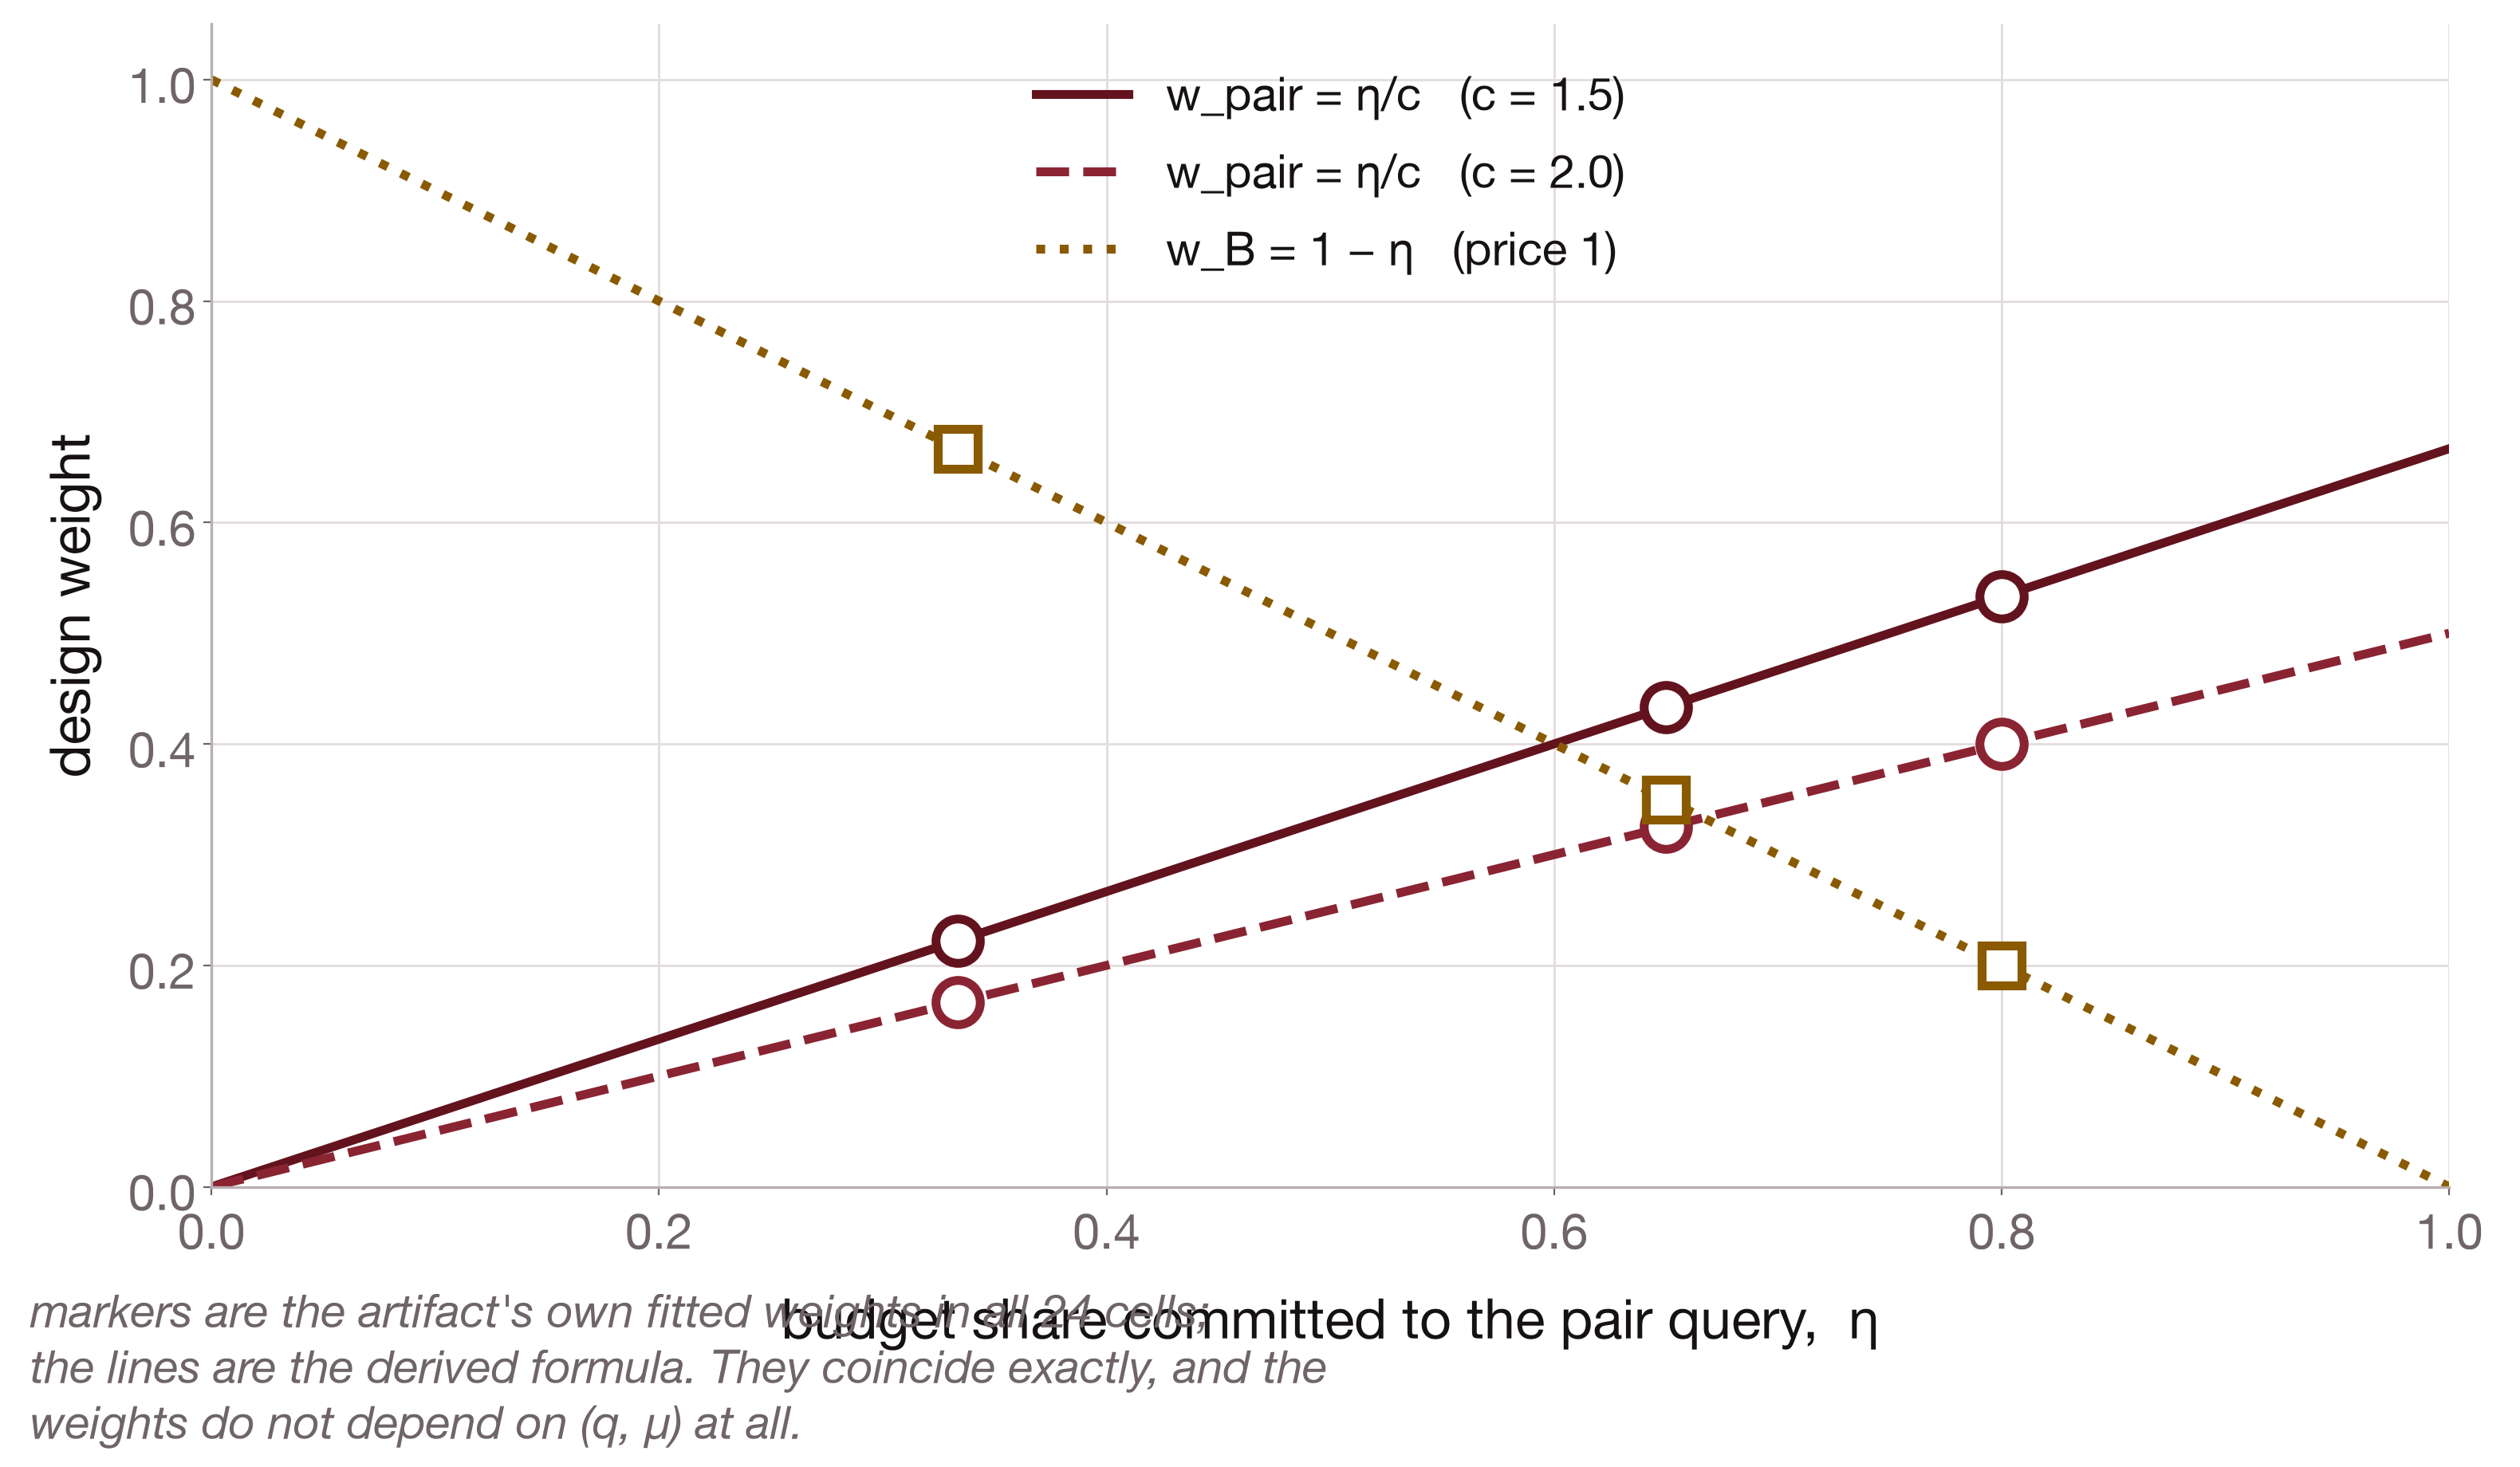 1.0
0.8
0.6
0.4
0.2
0.0
design weight
w_pair = η/c (c = 1.5)
w_pair = η/c (c = 2.0)
w_B = 1 – η (price 1)
0.0 0.2 0.4 0.6 0.8 1.0
budget share committed to the pair query, η
markers are the artifact's own fitted weights in all 24 cells;
the lines are the derived formula. They coincide exactly, and the
weights do not depend on (q, μ) at all.